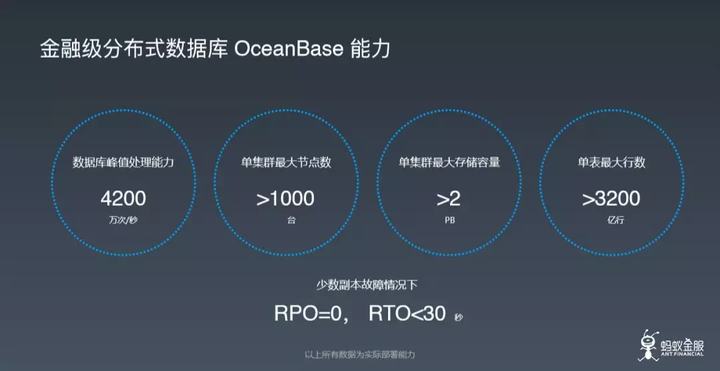 金融级分布式数据库 OceanBase 能力
数据库峰值处理能力
4200
万次/秒
单集群最大节点数
>1000
台
单集群最大存储容量
>2
PB
单表最大行数
>3200
亿行
少数副本故障情况下
RPO=0， RTO<30 秒
以上所有数据为实际部署能力
蚂蚁金服
ANT FINANCIAL